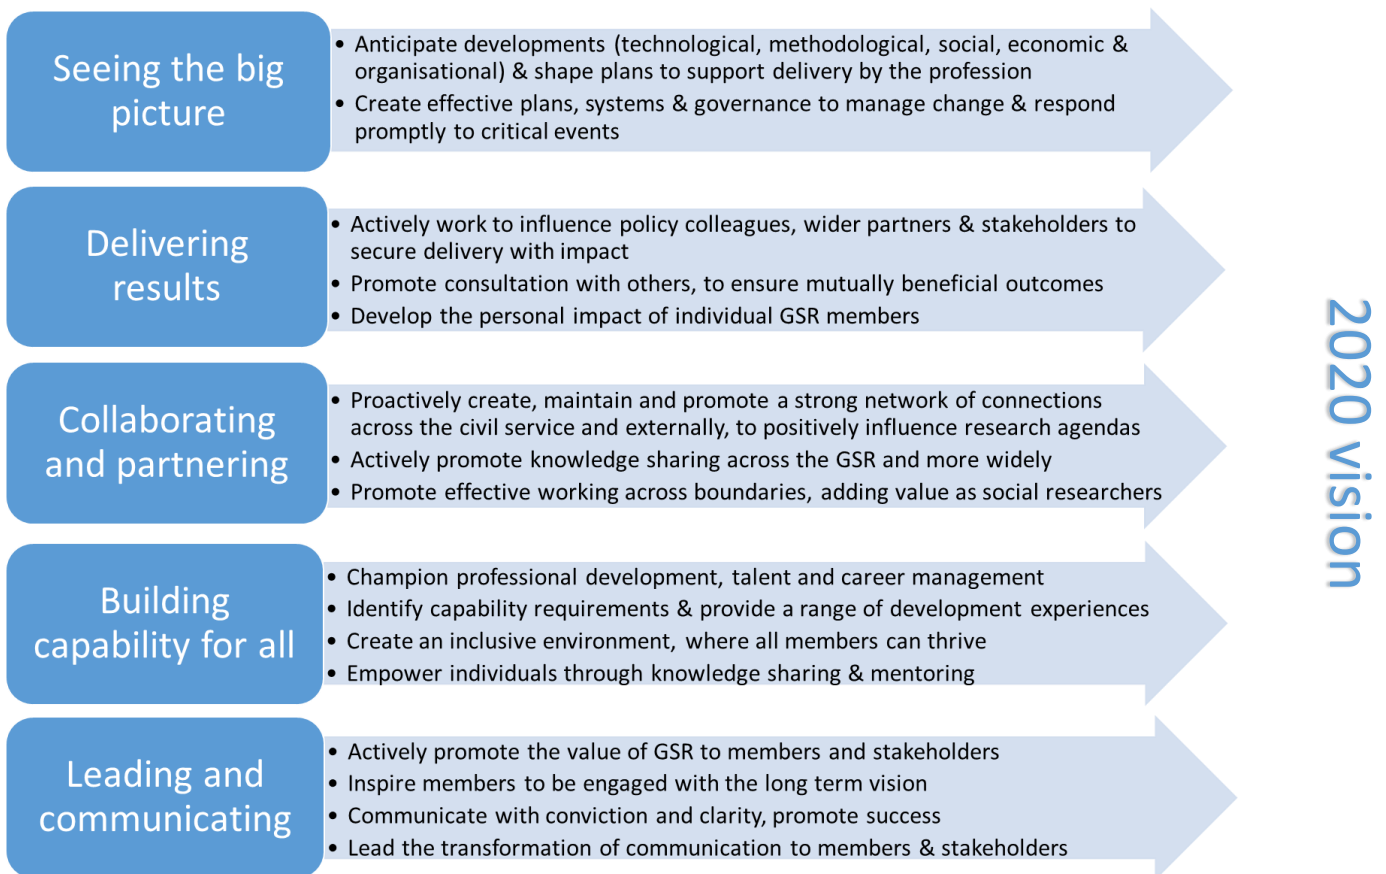 Seeing the big
picture
• Anticipate developments (technological, methodological, social, economic &
organisational) & shape plans to support delivery by the profession
• Create effective plans, systems & governance to manage change & respond
promptly to critical events
Delivering
results
• Actively work to influence policy colleagues, wider partners & stakeholders to
secure delivery with impact
• Promote consultation with others, to ensure mutually beneficial outcomes
• Develop the personal impact of individual GSR members
Collaborating
and partnering
• Proactively create, maintain and promote a strong network of connections
across the civil service and externally, to positively influence research agendas
• Actively promote knowledge sharing across the GSR and more widely
• Promote effective working across boundaries, adding value as social researchers
Building
capability for all
• Champion professional development, talent and career management
• Identify capability requirements & provide a range of development experiences
• Create an inclusive environment, where all members can thrive
• Empower individuals through knowledge sharing & mentoring
Leading and
communicating
• Actively promote the value of GSR to members and stakeholders
• Inspire members to be engaged with the long term vision
• Communicate with conviction and clarity, promote success
• Lead the transformation of communication to members & stakeholders
2020 vision